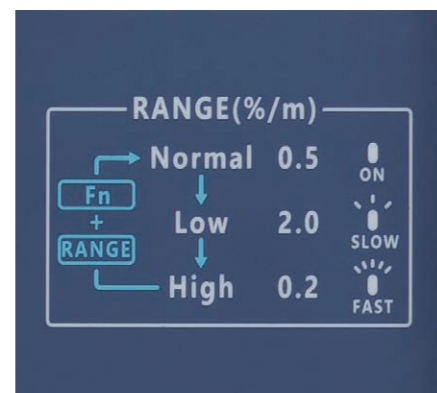 RANGE(%/m)
Normal 0.5 ON
Fn
+
RANGE
Low 2.0 SLOW
High 0.2 FAST